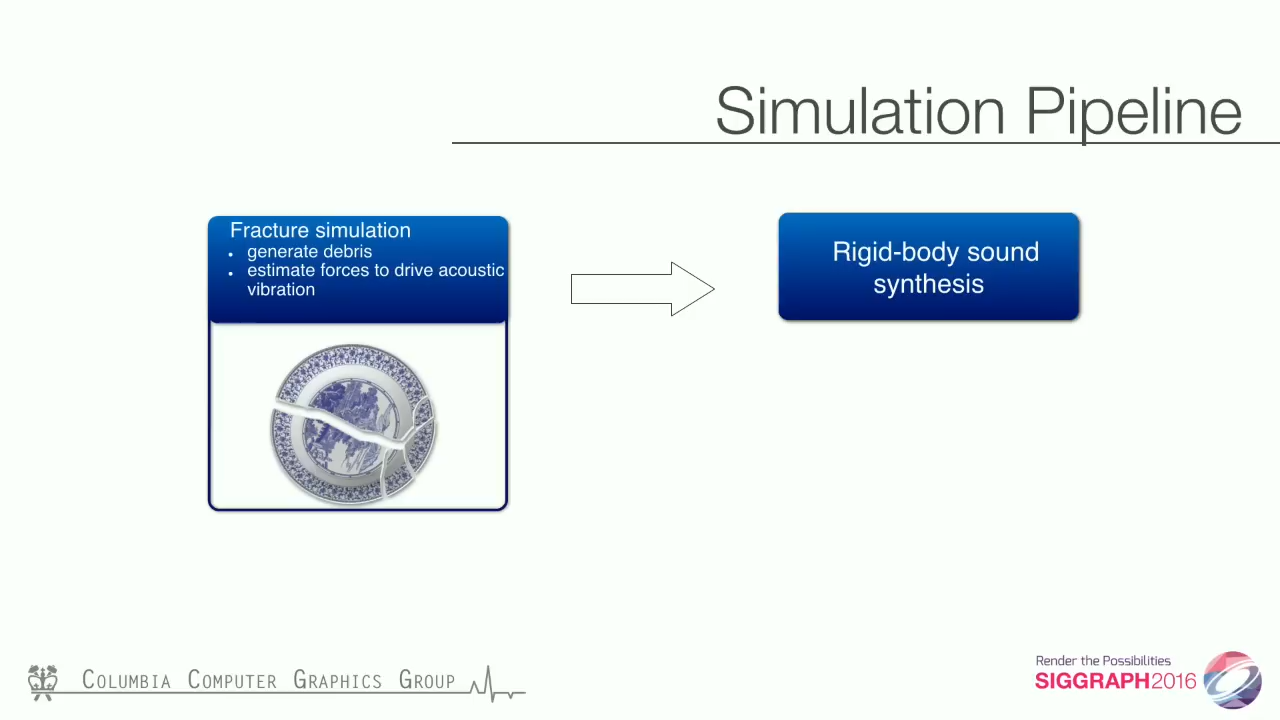 Simulation Pipeline
Fracture simulation
• generate debris
• estimate forces to drive acoustic
vibration
Rigid-body sound
synthesis
COLUMBIA COMPUTER GRAPHICS GROUP
Render the Possibilities
SIGGRAPH2016